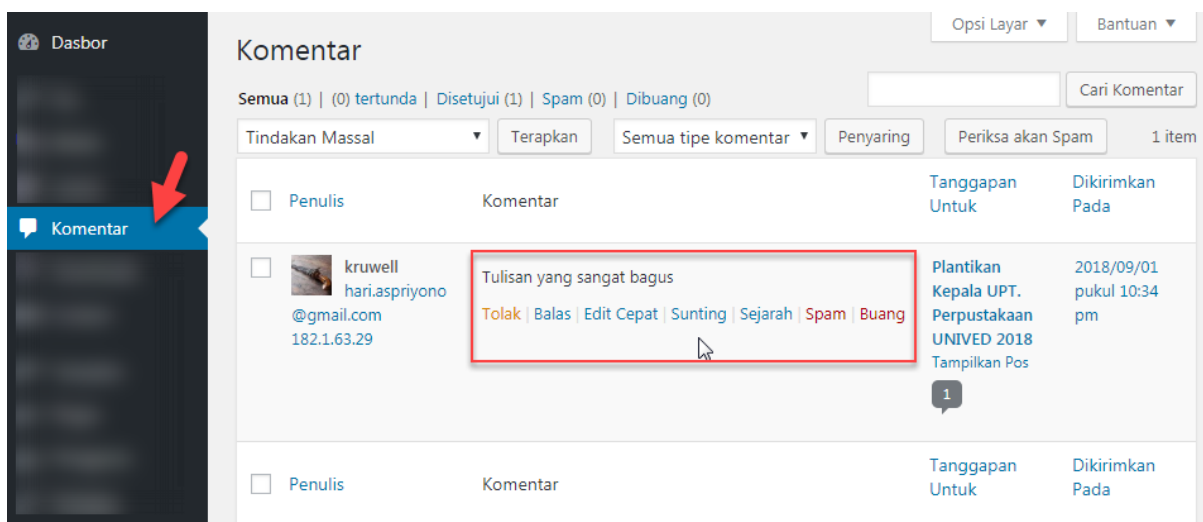 Dasbor
Komentar
Komentar
Opsi Layar ▼ Bantuan ▼
Semua (1) | (0) tertunda | Disetujui (1) | Spam (0) | Dibuang (0)
Cari Komentar
Tindakan Massal ▼ Terapkan Semua tipe komentar ▼ Penyaring Periksa akan Spam 1 item
Penulis Komentar Tanggapan Untuk Dikirimkan Pada
kruwell
hari.aspriyono
@gmail.com
182.1.63.29
Tulisan yang sangat bagus
Tolak | Balas | Edit Cepat | Sunting | Sejarah | Spam | Buang
Plantikan
Kepala UPT.
Perpustakaan
UNIVED 2018
Tampilkan Pos
1
2018/09/01
pukul 10:34
pm
Penulis Komentar Tanggapan Untuk Dikirimkan Pada